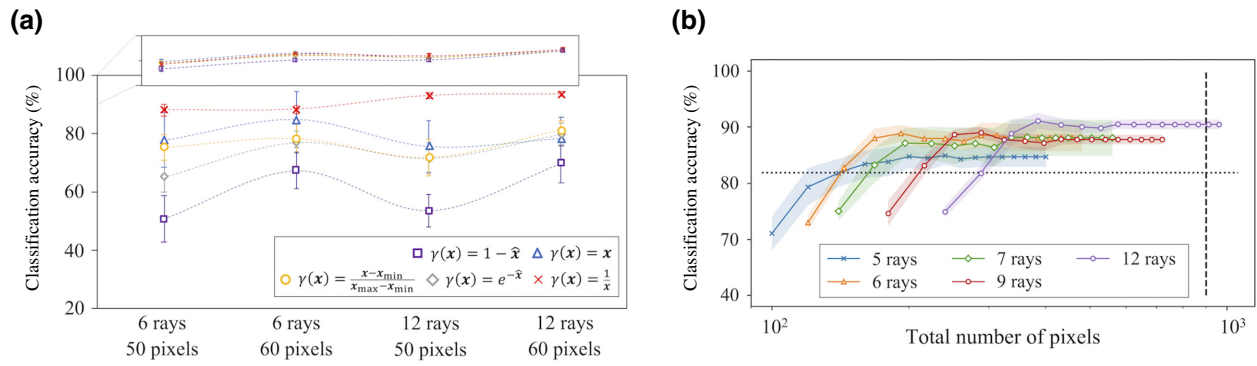 (a)
Classification accuracy (%)
100
80
60
40
20
γ(x) = 1 − x̂
γ(x) = x
γ(x) = x−x_min / x_max−x_min
γ(x) = e^−x̂
γ(x) = 1/x
6 rays
50 pixels
6 rays
60 pixels
12 rays
50 pixels
12 rays
60 pixels
(b)
Classification accuracy (%)
100
90
80
70
60
50
40
5 rays
7 rays
12 rays
6 rays
9 rays
10²
10³
Total number of pixels